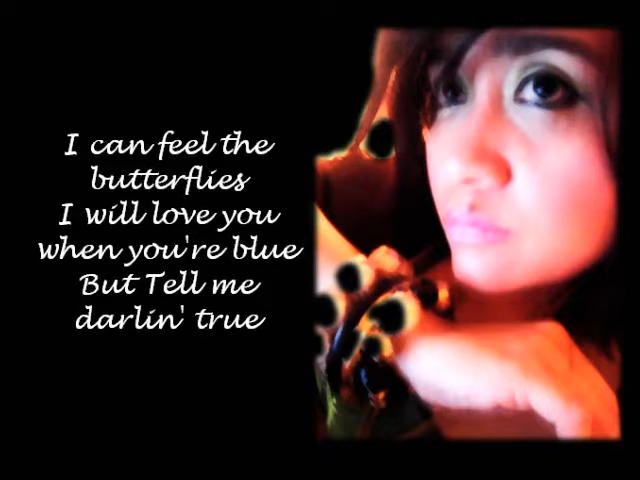 I can feel the
butterflies
I will love you
when you're blue
But Tell me
darlin' true